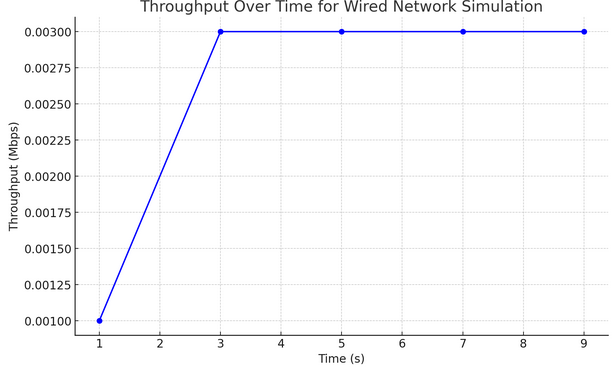 Throughput Over Time for Wired Network Simulation
0.00300
0.00275
0.00250
0.00225
0.00200
0.00175
0.00150
0.00125
0.00100
Throughput (Mbps)
1 2 3 4 5 6 7 8 9
Time (s)